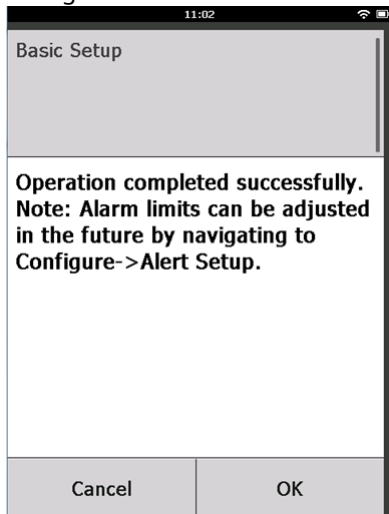 11:02
Basic Setup
Operation completed successfully.
Note: Alarm limits can be adjusted
in the future by navigating to
Configure->Alert Setup.
Cancel
OK